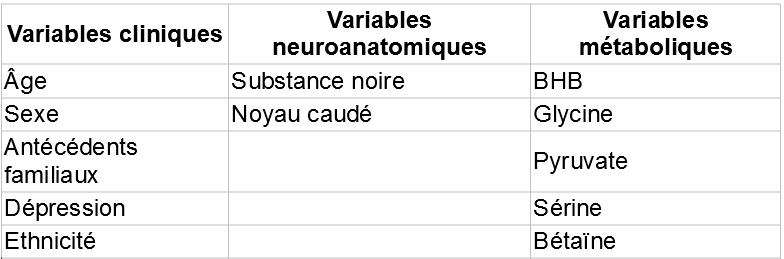 Variables cliniques
Variables
neuroanatomiques
Variables
métaboliques
Âge
Substance noire
BHB
Sexe
Noyau caudé
Glycine
Antécédents
familiaux
Pyruvate
Dépression
Sérine
Ethnicité
Bétaïne